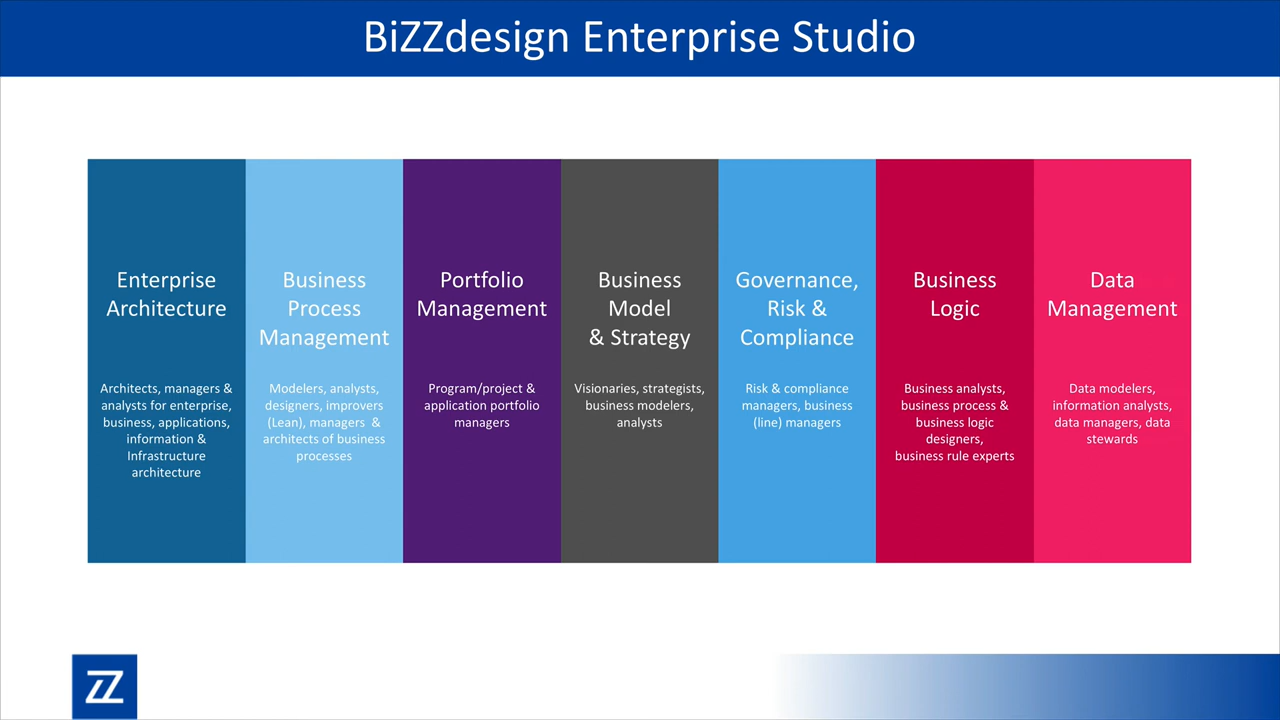 BiZZdesign Enterprise Studio
Enterprise
Architecture
Architects, managers &
analysts for enterprise,
business, applications,
information &
Infrastructure
architecture
Business
Process
Management
Modelers, analysts,
designers, improvers
(Lean), managers  &
architects of business
processes
Portfolio
Management
Program/project &
application portfolio
managers
Business
Model
& Strategy
Visionaries, strategists,
business modelers,
analysts
Governance,
Risk &
Compliance
Risk & compliance
managers, business
(line) managers
Business
Logic
Business analysts,
business process &
business logic
designers,
business rule experts
Data
Management
Data modelers,
information analysts,
data managers, data
stewards
ZZ